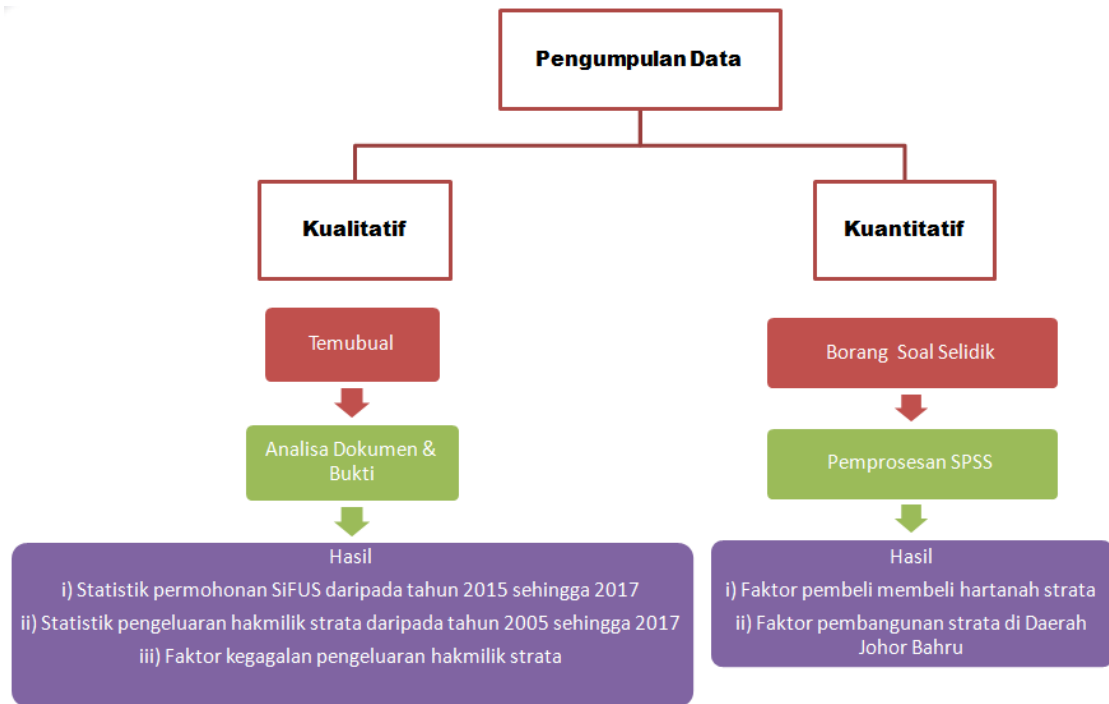 Pengumpulan Data
Kualitatif
Temubual
Analisa Dokumen &
Bukti
Hasil
i) Statistik permohonan SiFUS daripada tahun 2015 sehingga 2017
ii) Statistik pengeluaran hakmilik strata daripada tahun 2005 sehingga 2017
iii) Faktor kegagalan pengeluaran hakmilik strata
Kuantitatif
Borang Soal Selidik
Pemprosesan SPSS
Hasil
i) Faktor pembeli membeli hartanah strata
ii) Faktor pembangunan strata di Daerah
Johor Bahru